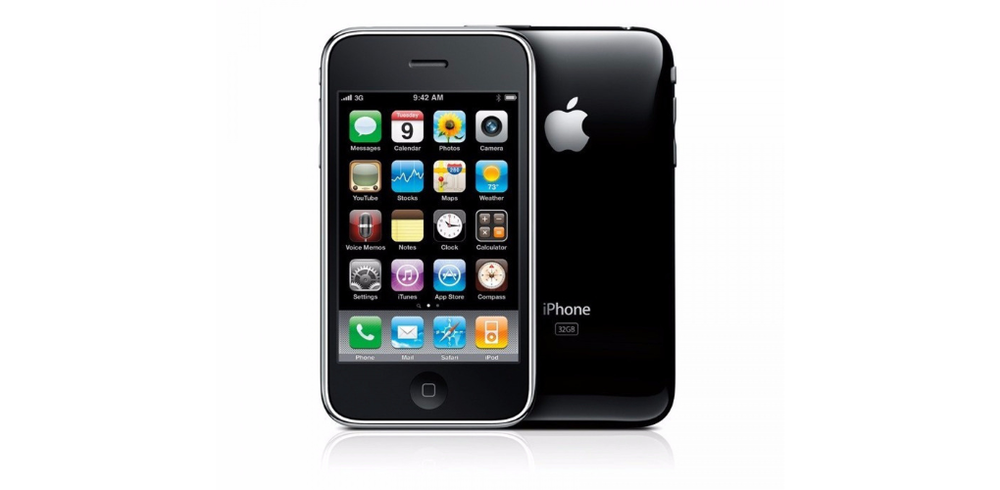 3G 9:42 AM
Tuesday
9
Messages Calendar Photos Camera
280
73°
YouTube Stocks Maps Weather
Voice Memos Notes Clock Calculator
Settings iTunes App Store Compass
Phone Mail Safari iPod
iPhone
32GB